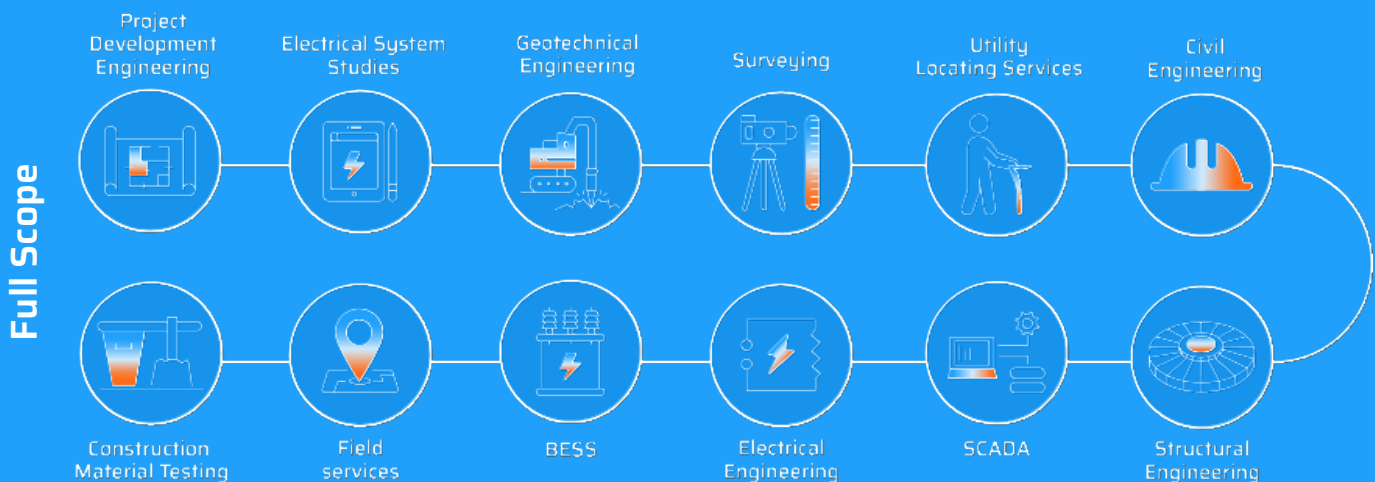 Full Scope
Project
Development
Engineering
Electrical System
Studies
Geotechnical
Engineering
Surveying
Utility
Locating Services
Civil
Engineering
Construction
Material Testing
Field
services
BESS
Electrical
Engineering
SCADA
Structural
Engineering